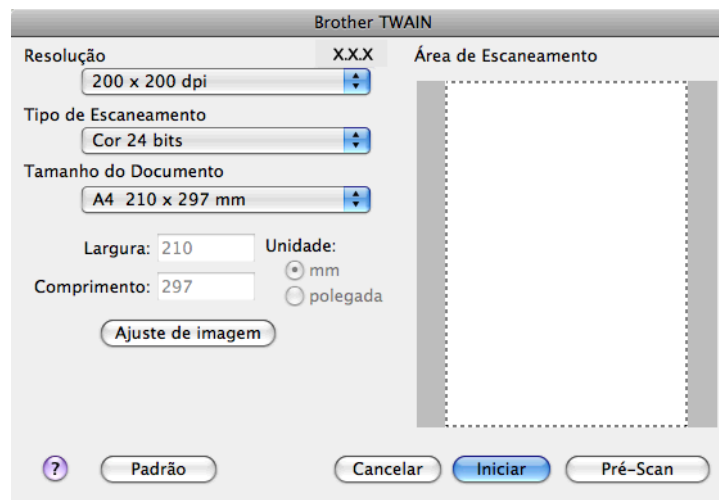 Brother TWAIN
Resolução X.X.X
200 x 200 dpi
Tipo de Escaneamento
Cor 24 bits
Tamanho do Documento
A4 210 x 297 mm
Largura: 210
Unidade:
mm
Comprimento: 297
polegada
Ajuste de imagem
Área de Escaneamento
? Padrão Cancelar Iniciar Pré-Scan